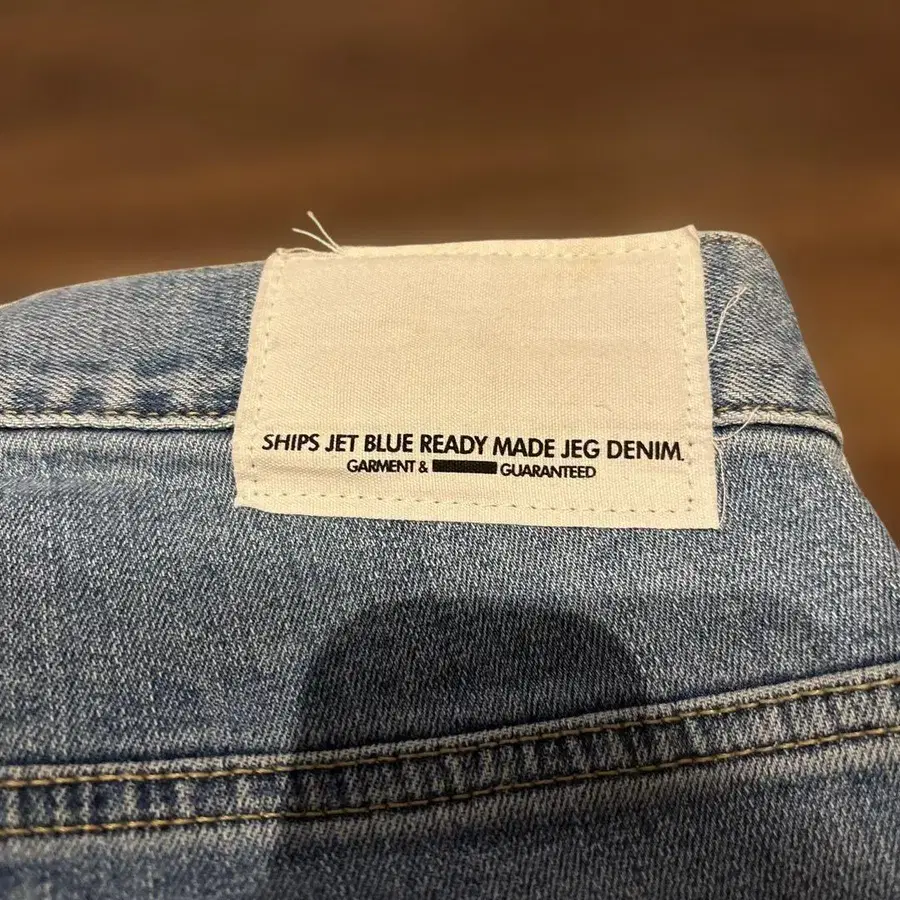 SHIPS JET BLUE READY MADE JEG DENIM.
GARMENT & GUARANTEED